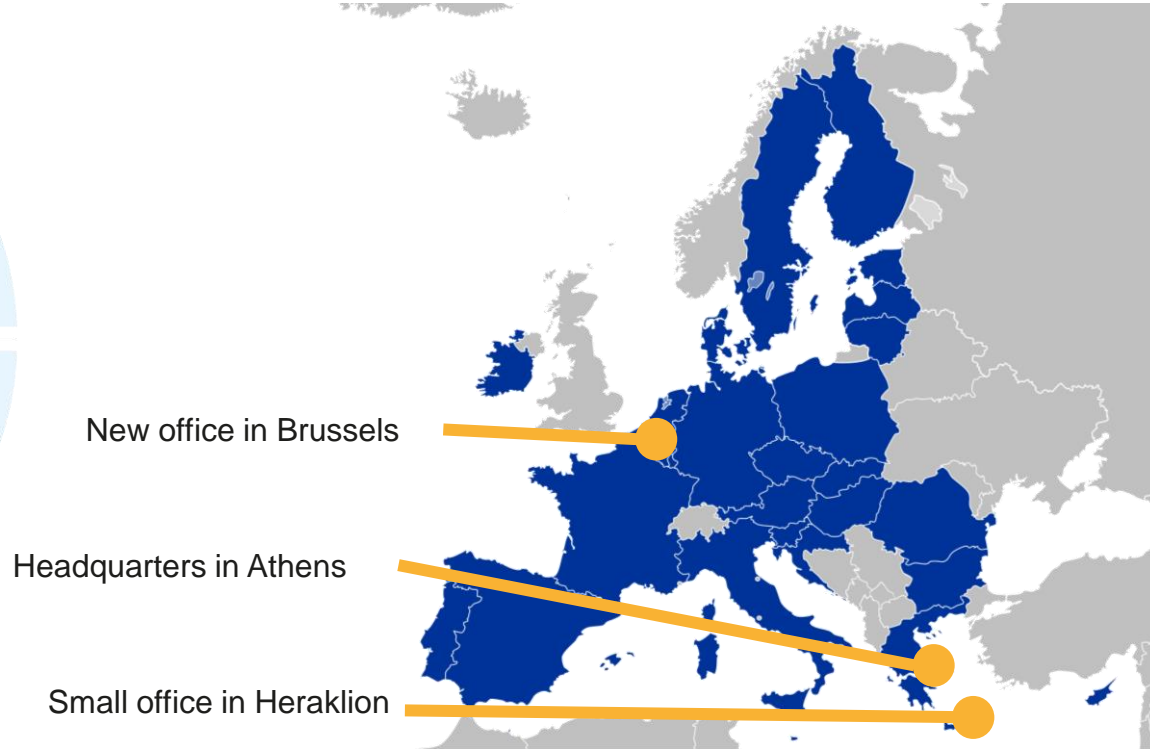 New office in Brussels
Headquarters in Athens
Small office in Heraklion